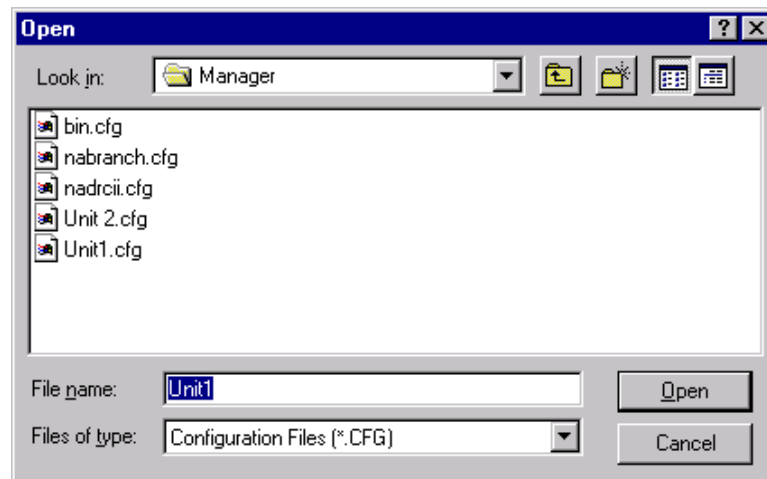 Open
Look in: Manager
bin.cfg
nabranch.cfg
nadrcii.cfg
Unit 2.cfg
Unit1.cfg
File name: Unit1 Open
Files of type: Configuration Files (*.CFG) Cancel